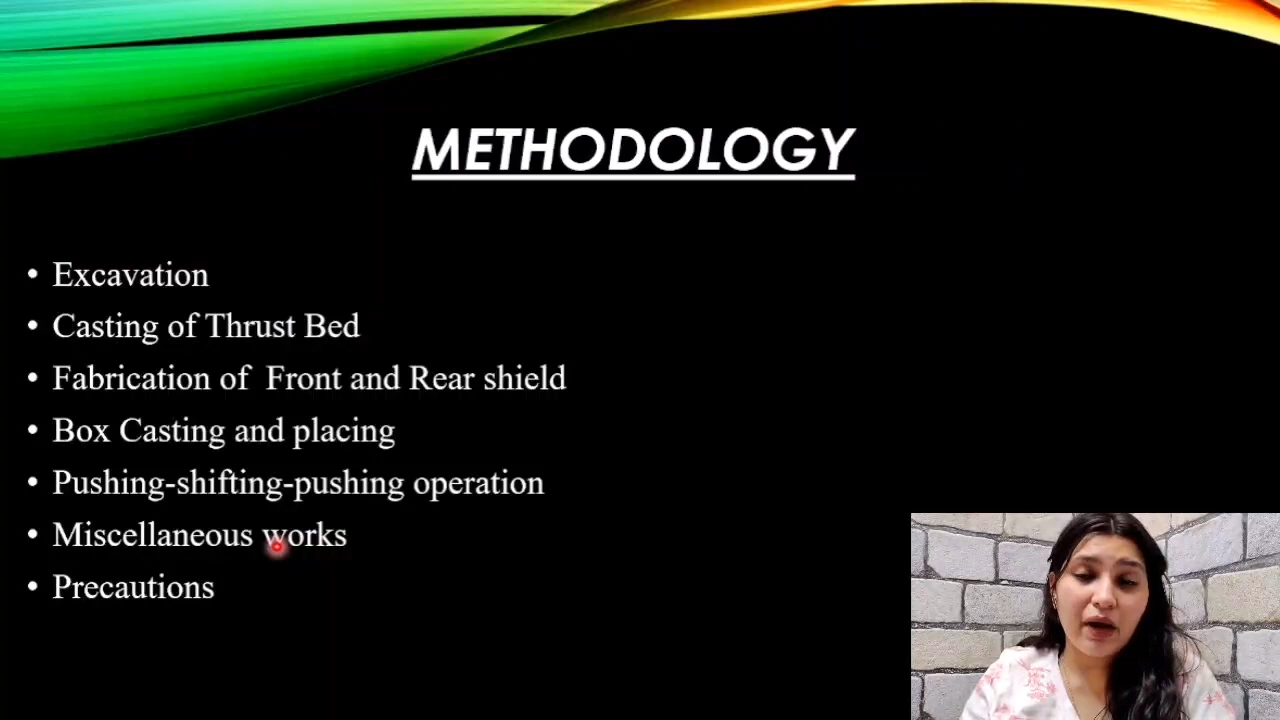 METHODOLOGY
• Excavation
• Casting of Thrust Bed
• Fabrication of Front and Rear shield
• Box Casting and placing
• Pushing-shifting-pushing operation
• Miscellaneous works
• Precautions